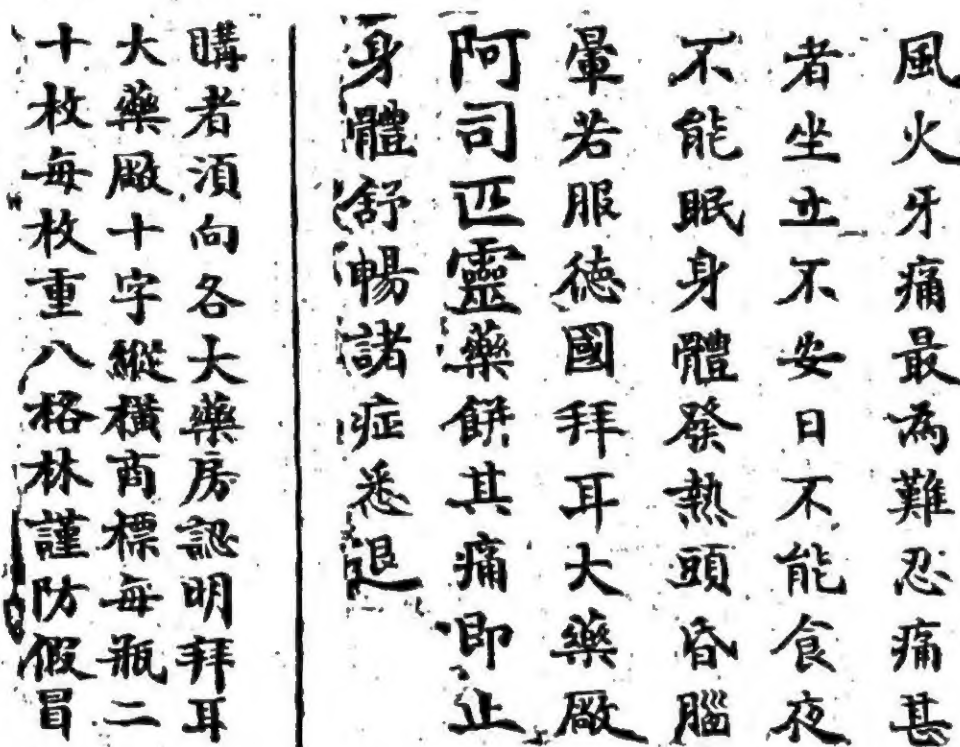 風火牙痛最為難忍痛甚
者坐立不安日不能食夜
不能眠身體發熱頭昏腦
暈若服德國拜耳大藥厰
阿司匹靈藥餅其痛即止
身體舒暢諸症悉退
購者須向各大藥房認明拜耳
大藥厰十字縱橫商標每瓶二
十枚每枚重八格林謹防假冒